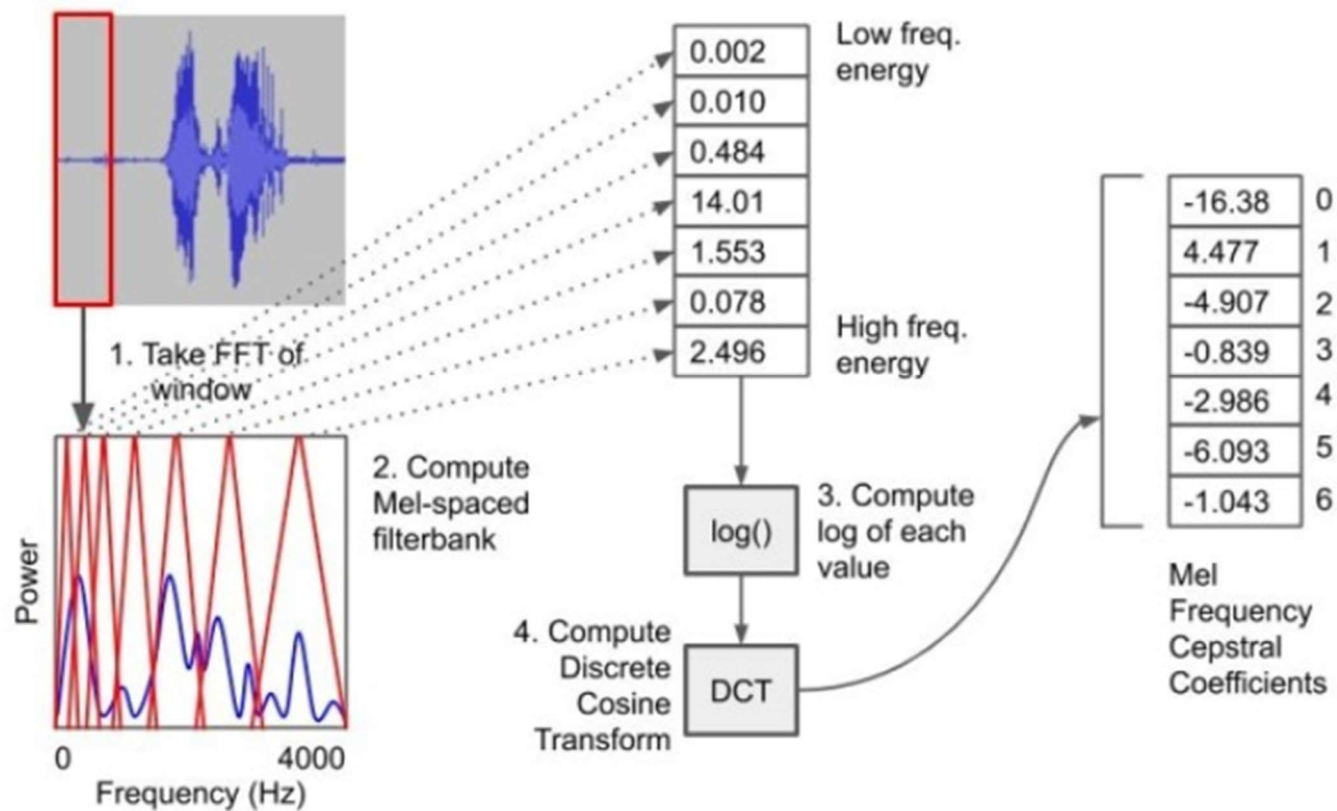 1. Take FFT of
window
Power
0
4000
Frequency (Hz)
2. Compute
Mel-spaced
filterbank
0.002
0.010
0.484
14.01
1.553
0.078
2.496
Low freq.
energy
High freq.
energy
log()
3. Compute
log of each
value
4. Compute
Discrete
Cosine
Transform
DCT
-16.38 0
4.477 1
-4.907 2
-0.839 3
-2.986 4
-6.093 5
-1.043 6
Mel
Frequency
Cepstral
Coefficients